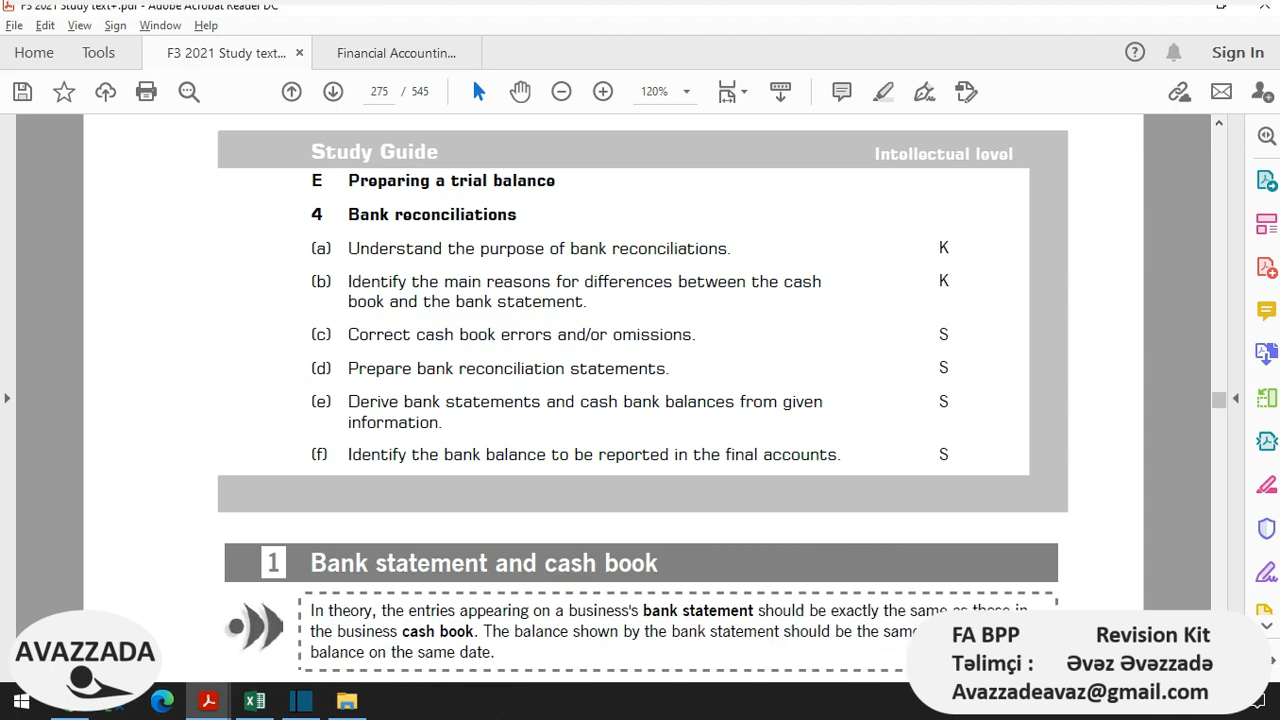 F3 2021 Study text+.pdf - Adobe Acrobat Reader DC
File Edit View Sign Window Help
Home Tools F3 2021 Study text... × Financial Accountin... Sign In
275 / 545 120%
Study Guide Intellectual level
E Preparing a trial balance
4 Bank reconciliations
(a) Understand the purpose of bank reconciliations. K
(b) Identify the main reasons for differences between the cash K
book and the bank statement.
(c) Correct cash book errors and/or omissions. S
(d) Prepare bank reconciliation statements. S
(e) Derive bank statements and cash bank balances from given S
information.
(f) Identify the bank balance to be reported in the final accounts. S
1 Bank statement and cash book
In theory, the entries appearing on a business's bank statement should be exactly the same as those in
the business cash book. The balance shown by the bank statement should be the same
balance on the same date.
AVAZZADA
FA BPP Revision Kit
Təlimçi : Əvəz Əvəzzadə
Avazzadeavaz@gmail.com